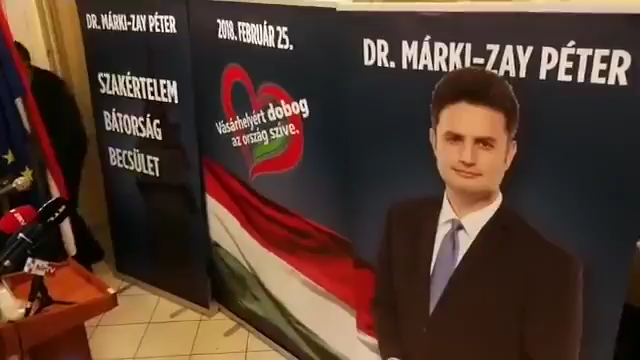 DR. MÁRKI-ZAY PÉTER
SZAKÉRTELEM
BÁTORSÁG
BECSÜLET
2018. FEBRUÁR 25.
Vásárhelyért dobog
az ország szíve.
DR. MÁRKI-ZAY PÉTER